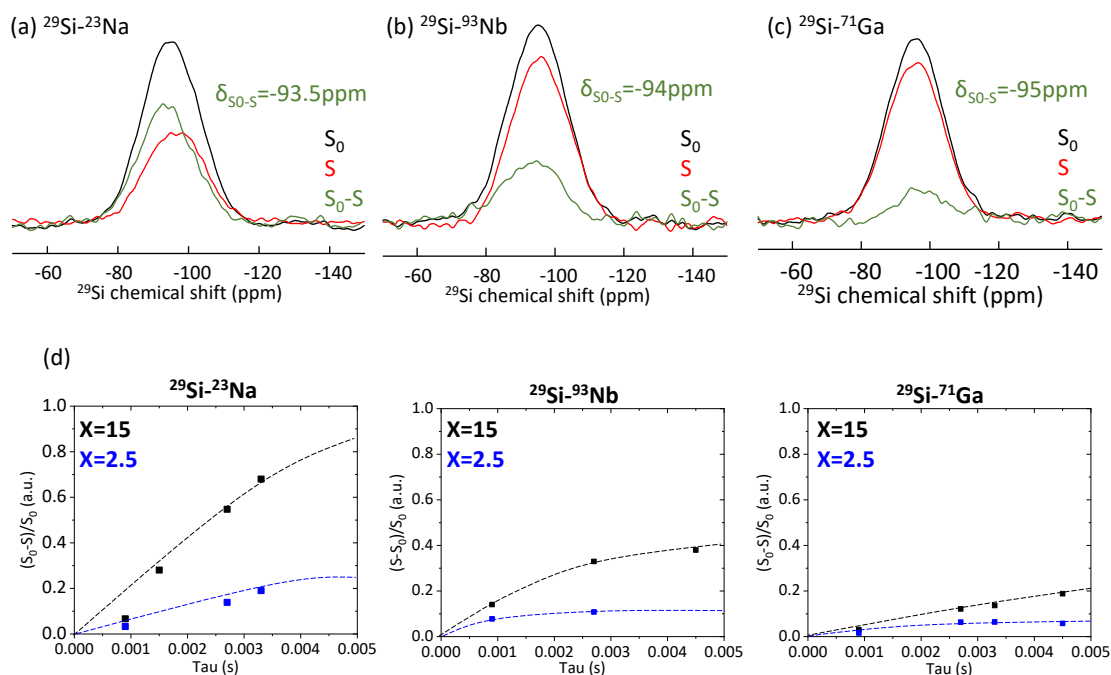 (a) ²⁹Si-²³Na
δS0-S=-93.5ppm
S₀
S
S₀-S
-60 -80 -100 -120 -140
²⁹Si chemical shift (ppm)
(b) ²⁹Si-⁹³Nb
δS0-S=-94ppm
S₀
S
S₀-S
-60 -80 -100 -120 -140
²⁹Si chemical shift (ppm)
(c) ²⁹Si-⁷¹Ga
δS0-S=-95ppm
S₀
S
S₀-S
-60 -80 -100 -120 -140
²⁹Si chemical shift (ppm)
(d)
²⁹Si-²³Na
X=15
X=2.5
(S₀-S)/S₀ (a.u.)
1.0
0.8
0.6
0.4
0.2
0.0
0.000 0.001 0.002 0.003 0.004 0.005
Tau (s)
²⁹Si-⁹³Nb
X=15
X=2.5
(S-S₀)/S₀ (a.u.)
1.0
0.8
0.6
0.4
0.2
0.0
0.000 0.001 0.002 0.003 0.004 0.005
Tau (s)
²⁹Si-⁷¹Ga
X=15
X=2.5
(S₀-S)/S₀ (a.u.)
1.0
0.8
0.6
0.4
0.2
0.0
0.000 0.001 0.002 0.003 0.004 0.005
Tau (s)